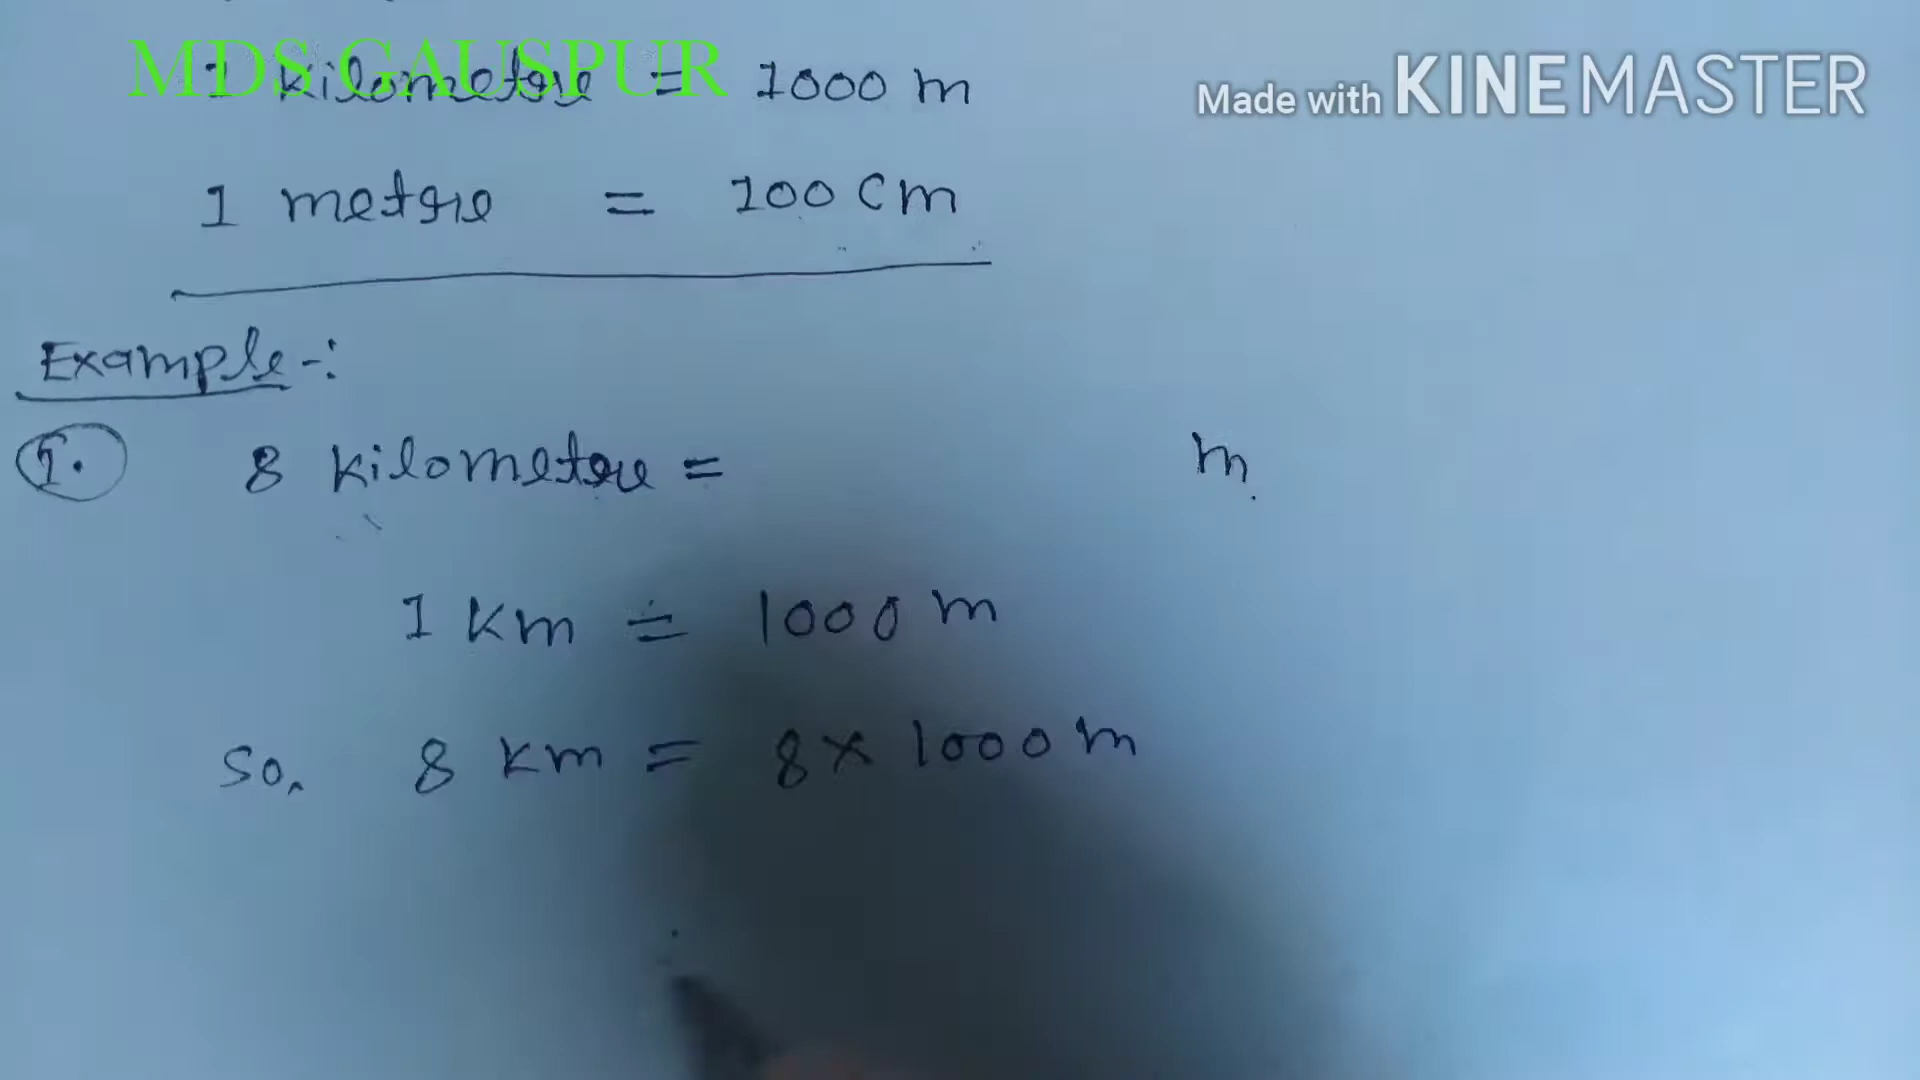 MDS GAUSPUR
Made with KINEMASTER
1 kilometre = 1000 m
1 metre = 100 cm
Example -:
1. 8 kilometre = m.
1 km = 1000 m
So, 8 km = 8 x 1000 m